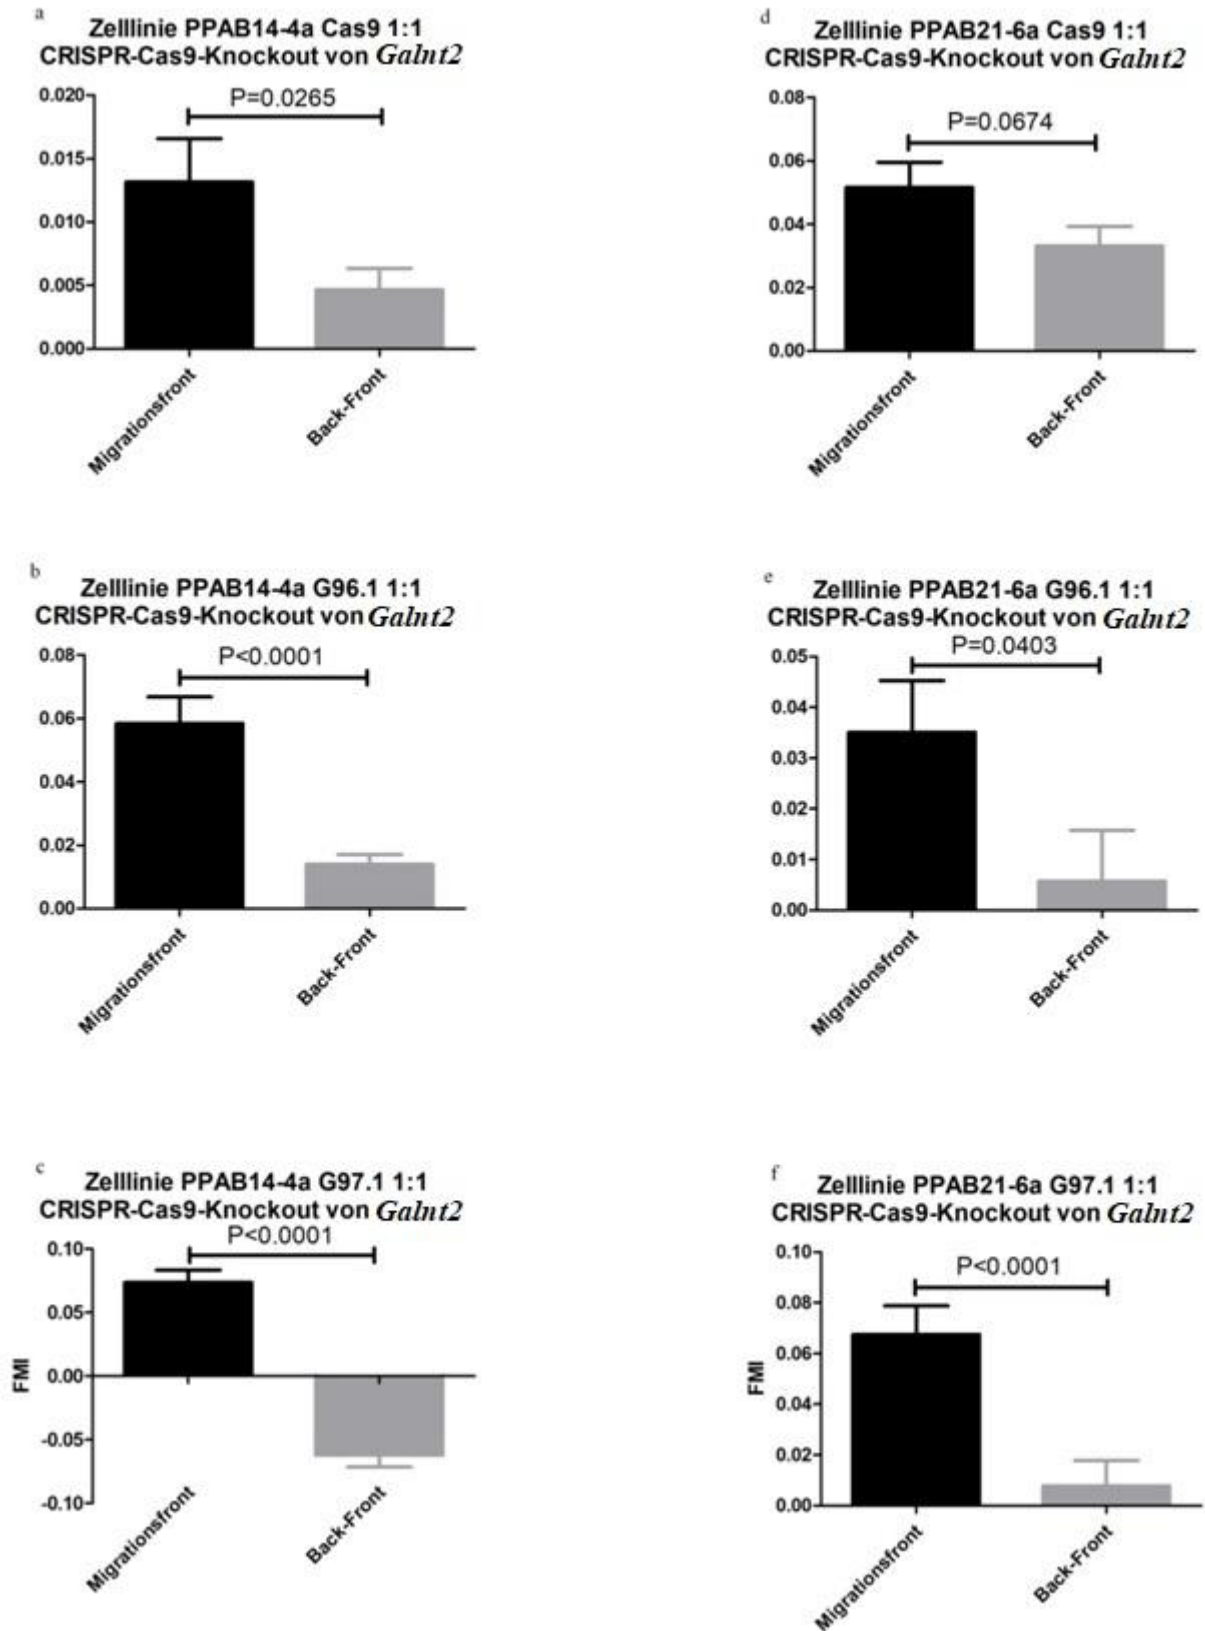 a
Zelllinie PPAB14-4a Cas9 1:1
CRISPR-Cas9-Knockout von Galnt2
P=0.0265
0.020
0.015
0.010
0.005
0.000
Migrationsfront
Back-Front
d
Zelllinie PPAB21-6a Cas9 1:1
CRISPR-Cas9-Knockout von Galnt2
P=0.0674
0.08
0.06
0.04
0.02
0.00
Migrationsfront
Back-Front
b
Zelllinie PPAB14-4a G96.1 1:1
CRISPR-Cas9-Knockout von Galnt2
P<0.0001
0.08
0.06
0.04
0.02
0.00
Migrationsfront
Back-Front
e
Zelllinie PPAB21-6a G96.1 1:1
CRISPR-Cas9-Knockout von Galnt2
P=0.0403
0.05
0.04
0.03
0.02
0.01
0.00
Migrationsfront
Back-Front
c
Zelllinie PPAB14-4a G97.1 1:1
CRISPR-Cas9-Knockout von Galnt2
P<0.0001
0.10
0.05
0.00
-0.05
-0.10
FMI
Migrationsfront
Back-Front
f
Zelllinie PPAB21-6a G97.1 1:1
CRISPR-Cas9-Knockout von Galnt2
P<0.0001
0.10
0.08
0.06
0.04
0.02
0.00
FMI
Migrationsfront
Back-Front